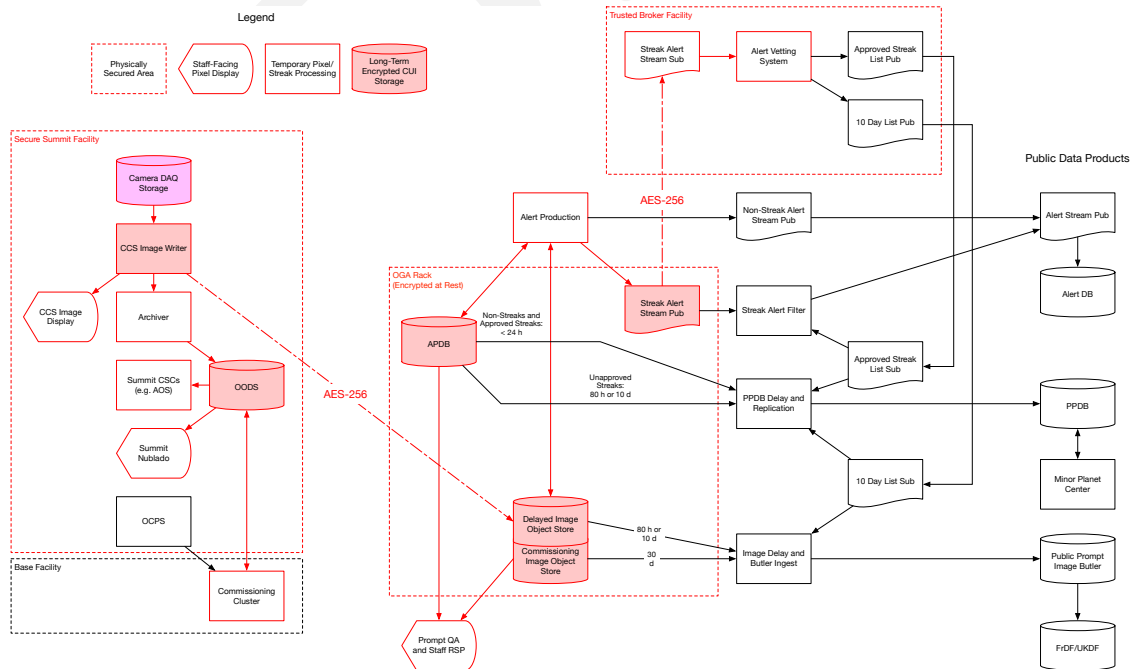 Legend
Physically
Secured Area
Staff-Facing
Pixel Display
Temporary Pixel/
Streak Processing
Long-Term
Encrypted CUI
Storage
Trusted Broker Facility
Streak Alert
Stream Sub
Alert Vetting
System
Approved Streak
List Pub
10 Day List Pub
Secure Summit Facility
Camera DAQ
Storage
CCS Image Writer
CCS Image
Display
Archiver
Summit CSCs
(e.g. AOS)
OODS
Summit
Nublado
OCPS
Base Facility
Commissioning
Cluster
AES-256
AES-256
Alert Production
OGA Rack
(Encrypted at Rest)
Streak Alert
Stream Pub
APDB
Non-Streaks and
Approved Streaks:
< 24 h
Unapproved
Streaks:
80 h or 10 d
Delayed Image
Object Store
Commissioning
Image Object
Store
80 h or
10 d
30
d
Prompt QA
and Staff RSP
Non-Streak Alert
Stream Pub
Streak Alert Filter
Approved Streak
List Sub
PPDB Delay and
Replication
10 Day List Sub
Image Delay and
Butler Ingest
Public Data Products
Alert Stream Pub
Alert DB
PPDB
Minor Planet
Center
Public Prompt
Image Butler
FrDF/UKDF